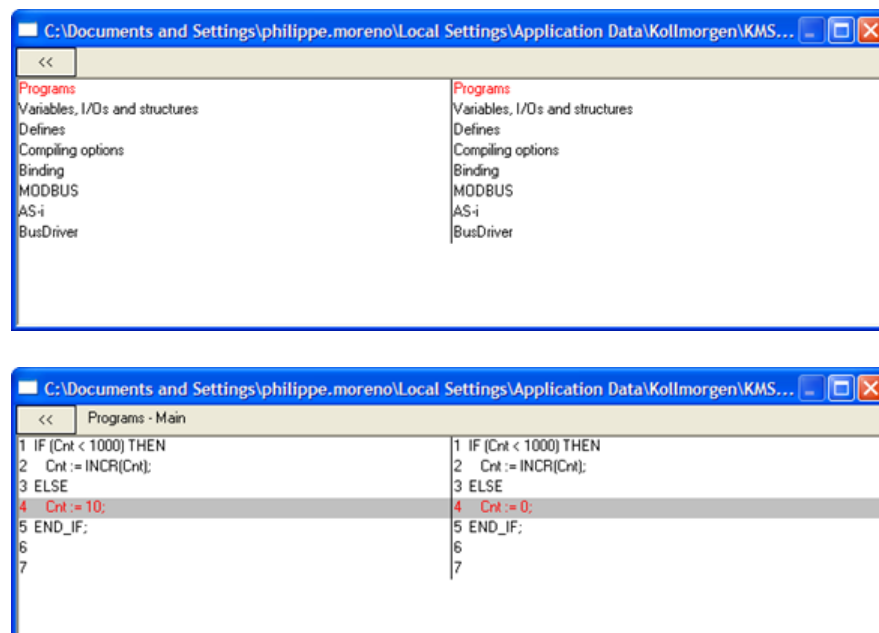 C:\Documents and Settings\philippe.moreno\Local Settings\Application Data\Kollmorgen\KMS...
<<
Programs
Variables, I/Os and structures
Defines
Compiling options
Binding
MODBUS
AS-i
BusDriver
Programs
Variables, I/Os and structures
Defines
Compiling options
Binding
MODBUS
AS-i
BusDriver
C:\Documents and Settings\philippe.moreno\Local Settings\Application Data\Kollmorgen\KMS...
<< Programs - Main
1 IF (Cnt < 1000) THEN
2 Cnt := INCR(Cnt);
3 ELSE
4 Cnt := 10;
5 END_IF;
6
7
1 IF (Cnt < 1000) THEN
2 Cnt := INCR(Cnt);
3 ELSE
4 Cnt := 0;
5 END_IF;
6
7